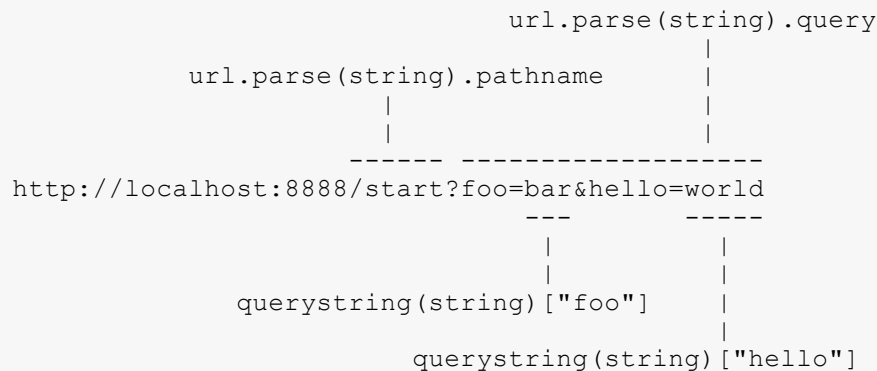 url.parse(string).query
|
url.parse(string).pathname |
| |
| |
------ -------------------
http://localhost:8888/start?foo=bar&hello=world
--- -----
| |
| |
querystring(string)["foo"] |
|
querystring(string)["hello"]